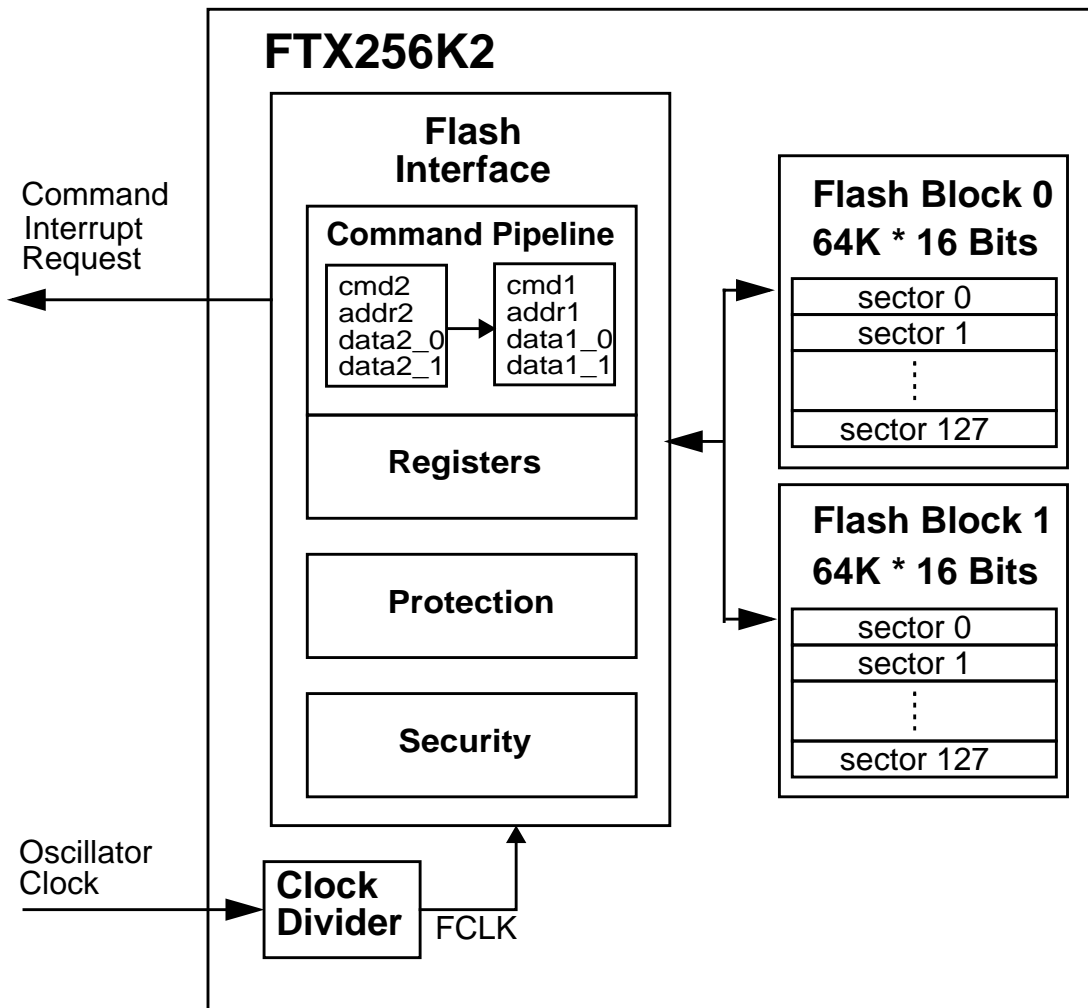 FTX256K2
Flash
Interface
Command
Interrupt
Request
Command Pipeline
cmd2
addr2
data2_0
data2_1
cmd1
addr1
data1_0
data1_1
Registers
Protection
Security
Flash Block 0
64K * 16 Bits
sector 0
sector 1
sector 127
Flash Block 1
64K * 16 Bits
sector 0
sector 1
sector 127
Oscillator
Clock
Clock
Divider
FCLK